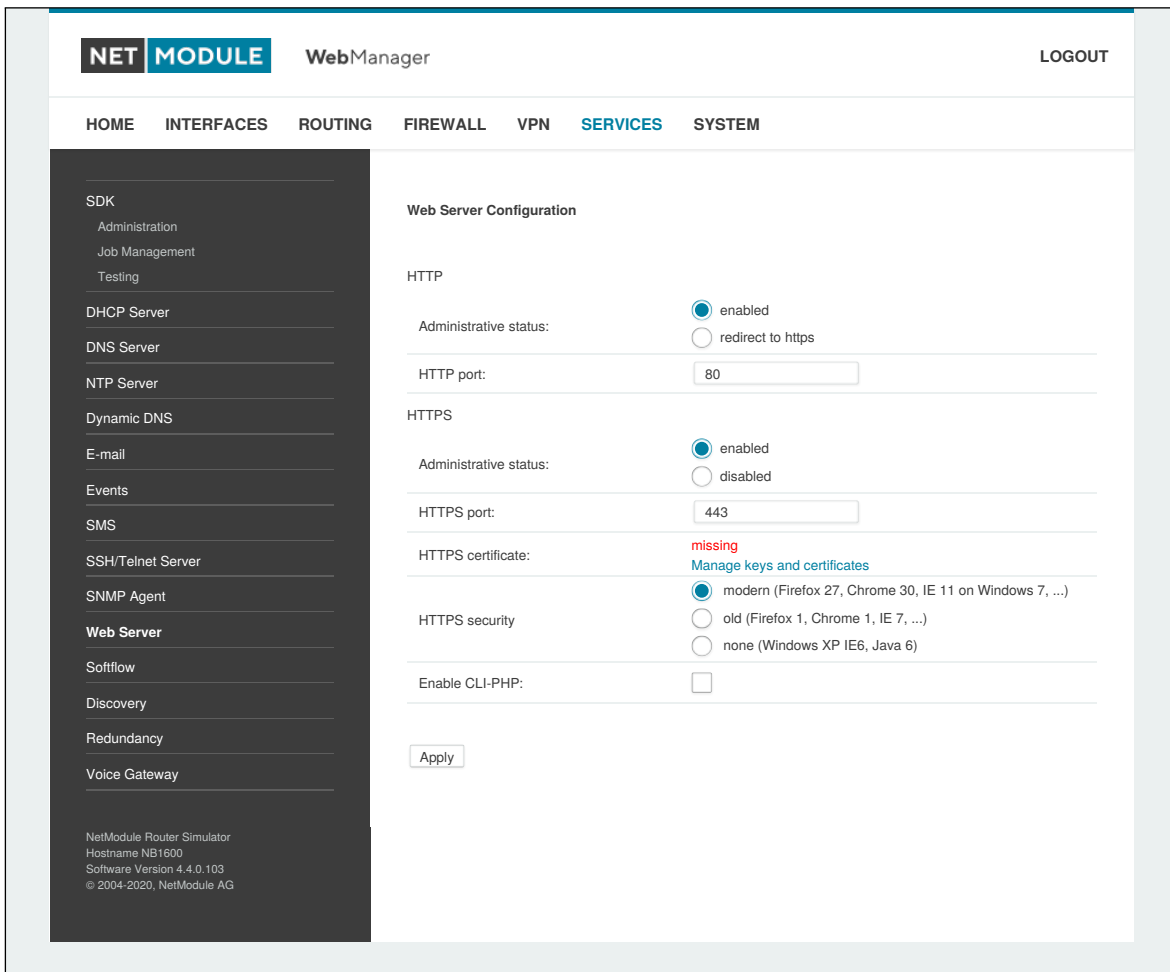 NET MODULE WebManager LOGOUT
HOME INTERFACES ROUTING FIREWALL VPN SERVICES SYSTEM
SDK
Administration
Job Management
Testing
DHCP Server
DNS Server
NTP Server
Dynamic DNS
E-mail
Events
SMS
SSH/Telnet Server
SNMP Agent
Web Server
Softflow
Discovery
Redundancy
Voice Gateway
NetModule Router Simulator
Hostname NB1600
Software Version 4.4.0.103
© 2004-2020, NetModule AG
Web Server Configuration
HTTP
Administrative status:
enabled
redirect to https
HTTP port: 80
HTTPS
Administrative status:
enabled
disabled
HTTPS port: 443
HTTPS certificate:
missing
Manage keys and certificates
HTTPS security
modern (Firefox 27, Chrome 30, IE 11 on Windows 7, ...)
old (Firefox 1, Chrome 1, IE 7, ...)
none (Windows XP IE6, Java 6)
Enable CLI-PHP:
Apply